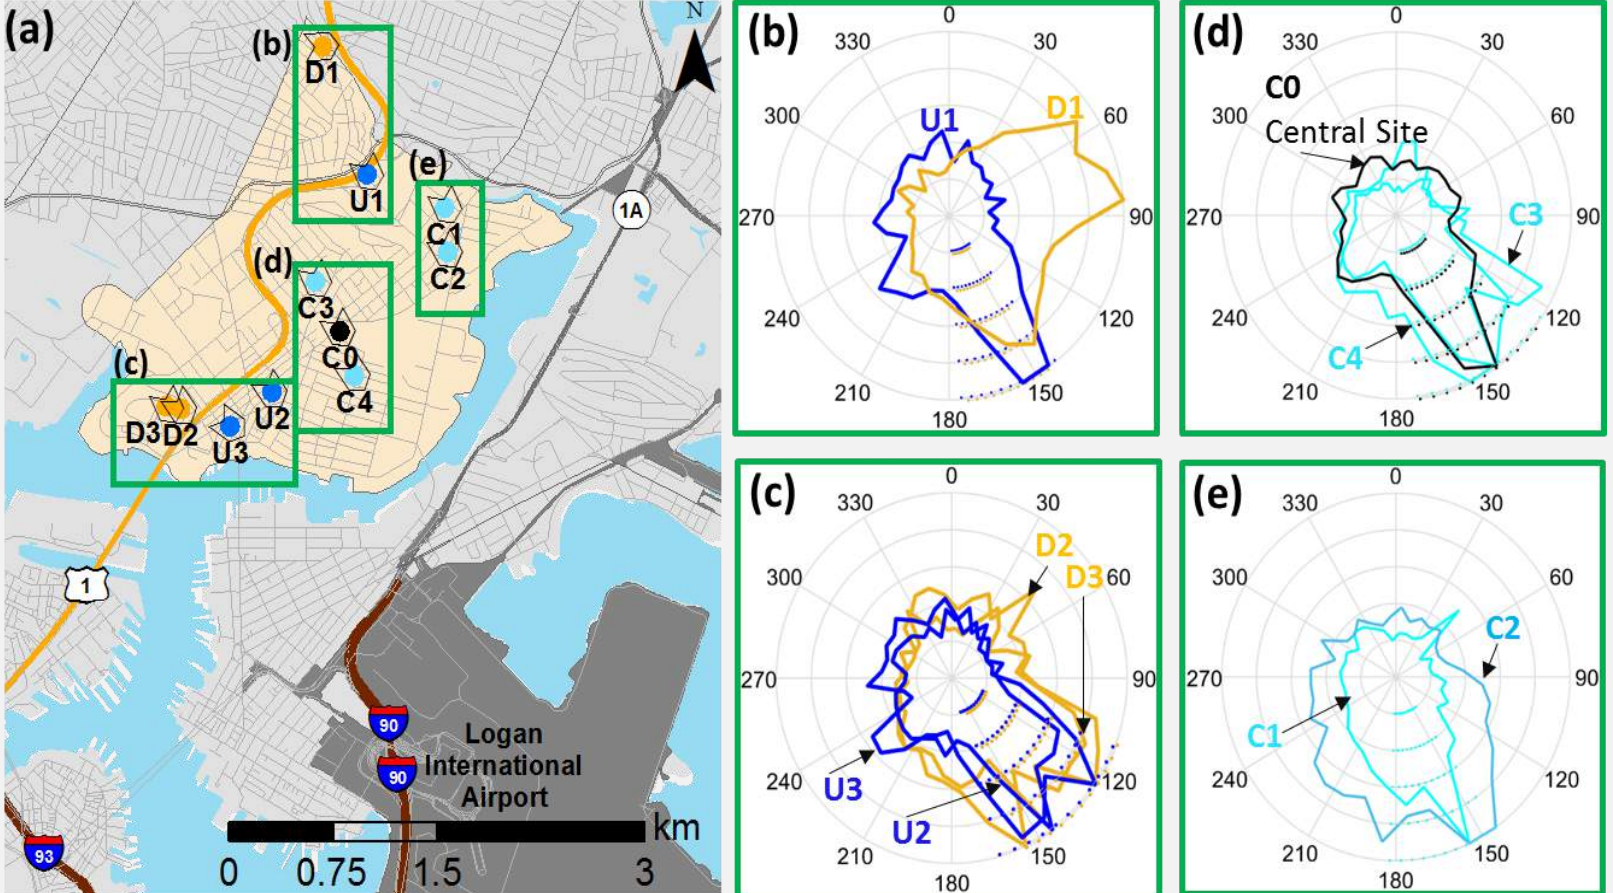 (a)
N
(b)
D1
U1
(e)
C1
C2
1A
(d)
C3
C0
C4
(c)
D3
D2
U2
U3
1
90
90
93
Logan
International
Airport
km
0
0.75
1.5
3
(b)
0
30
60
90
120
150
180
210
240
270
300
330
U1
D1
(d)
0
30
60
90
120
150
180
210
240
270
300
330
C0
Central Site
C3
C4
(c)
0
30
60
90
120
150
180
210
240
270
300
330
D2
D3
U3
U2
(e)
0
30
60
90
120
150
180
210
240
270
300
330
C2
C1